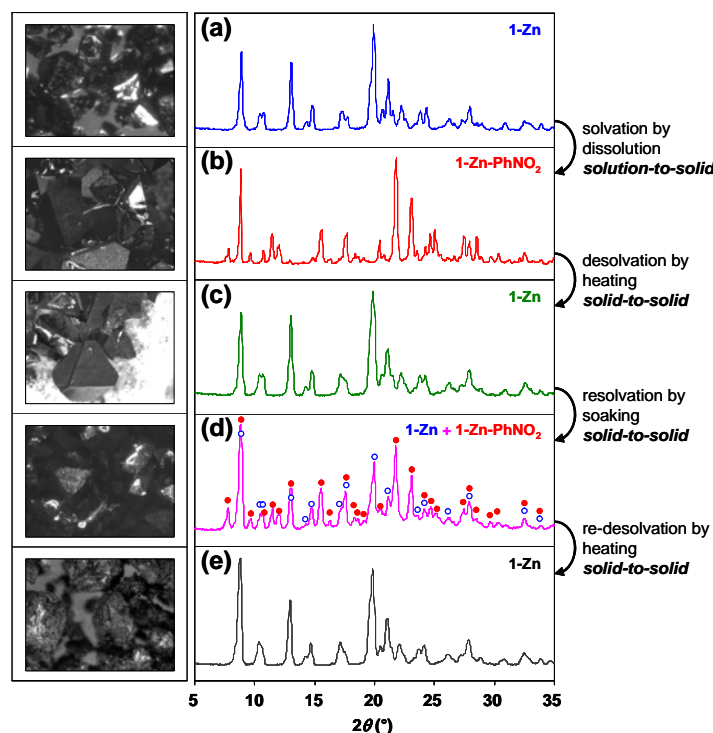 (a)
1-Zn
solvation by
dissolution
solution-to-solid
(b)
1-Zn-PhNO₂
desolvation by
heating
solid-to-solid
(c)
1-Zn
resolvation by
soaking
solid-to-solid
(d)
1-Zn + 1-Zn-PhNO₂
re-desolvation by
heating
solid-to-solid
(e)
1-Zn
5 10 15 20 25 30 35
2θ (°)